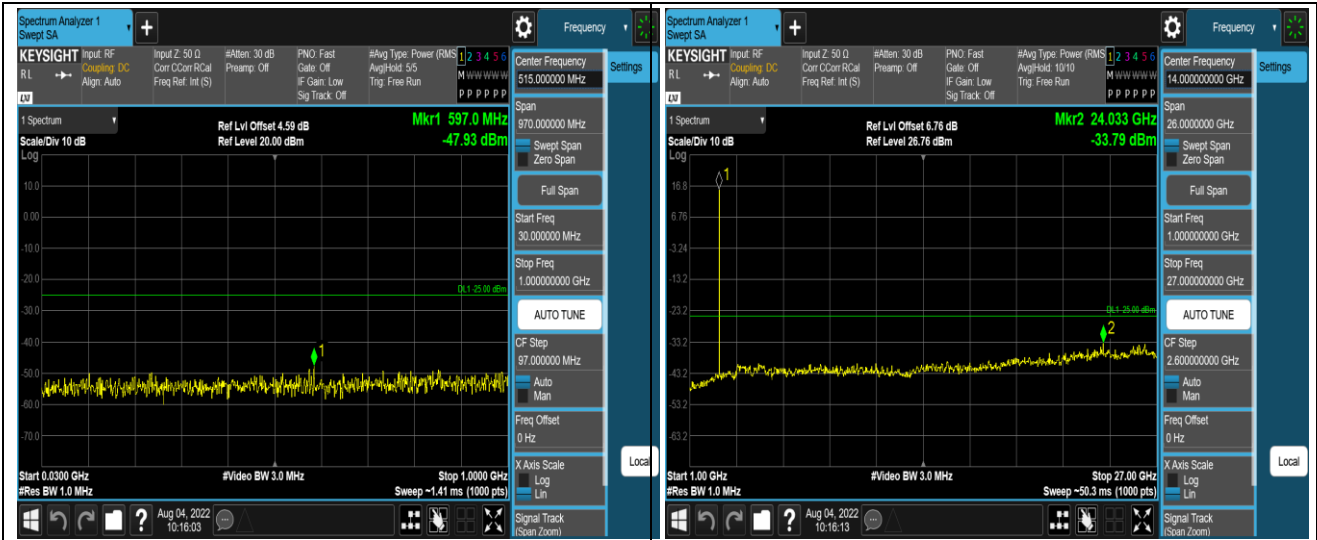 Spectrum Analyzer 1
Swept SA
Frequency
KEYSIGHT
Input: RF
Coupling: DC
Align: Auto
Input Z: 50 Ω
Corr CCorr RCal
Freq Ref: Int (S)
#Atten: 30 dB
Preamp: Off
PNO: Fast
Gate: Off
IF Gain: Low
Sig Track: Off
#Avg Type: Power (RMS
Avg|Hold: 5/5
Trig: Free Run
1 2 3 4 5 6
M W W W W W
P P P P P P
R L
LXI
Center Frequency
515.000000 MHz
Settings
Span
970.000000 MHz
Swept Span
Zero Span
Full Span
Start Freq
30.000000 MHz
Stop Freq
1.000000000 GHz
AUTO TUNE
CF Step
97.000000 MHz
Auto
Man
Freq Offset
0 Hz
X Axis Scale
Log
Lin
Signal Track
(Span Zoom)
Local
1 Spectrum
Scale/Div 10 dB
Log
Ref Lvl Offset 4.59 dB
Ref Level 20.00 dBm
Mkr1 597.0 MHz
-47.93 dBm
10.0
0.00
-10.0
-20.0
DL1 -25.00 dBm
-30.0
-40.0
1
-50.0
-60.0
-70.0
Start 0.0300 GHz
#Res BW 1.0 MHz
#Video BW 3.0 MHz
Stop 1.0000 GHz
Sweep ~1.41 ms (1000 pts)
?
Aug 04, 2022
10:16:03
Spectrum Analyzer 1
Swept SA
Frequency
KEYSIGHT
Input: RF
Coupling: DC
Align: Auto
Input Z: 50 Ω
Corr CCorr RCal
Freq Ref: Int (S)
#Atten: 30 dB
Preamp: Off
PNO: Fast
Gate: Off
IF Gain: Low
Sig Track: Off
#Avg Type: Power (RMS
Avg|Hold: 10/10
Trig: Free Run
1 2 3 4 5 6
M W W W W W
P P P P P P
R L
LXI
Center Frequency
14.000000000 GHz
Settings
Span
26.0000000 GHz
Swept Span
Zero Span
Full Span
Start Freq
1.000000000 GHz
Stop Freq
27.000000000 GHz
AUTO TUNE
CF Step
2.600000000 GHz
Auto
Man
Freq Offset
0 Hz
X Axis Scale
Log
Lin
Signal Track
(Span Zoom)
Local
1 Spectrum
Scale/Div 10 dB
Log
Ref Lvl Offset 6.76 dB
Ref Level 26.76 dBm
Mkr2 24.033 GHz
-33.79 dBm
1
16.8
6.76
-3.24
-13.2
-23.2
DL1 -25.00 dBm
2
-33.2
-43.2
-53.2
-63.2
Start 1.00 GHz
#Res BW 1.0 MHz
#Video BW 3.0 MHz
Stop 27.00 GHz
Sweep ~50.3 ms (1000 pts)
?
Aug 04, 2022
10:16:13